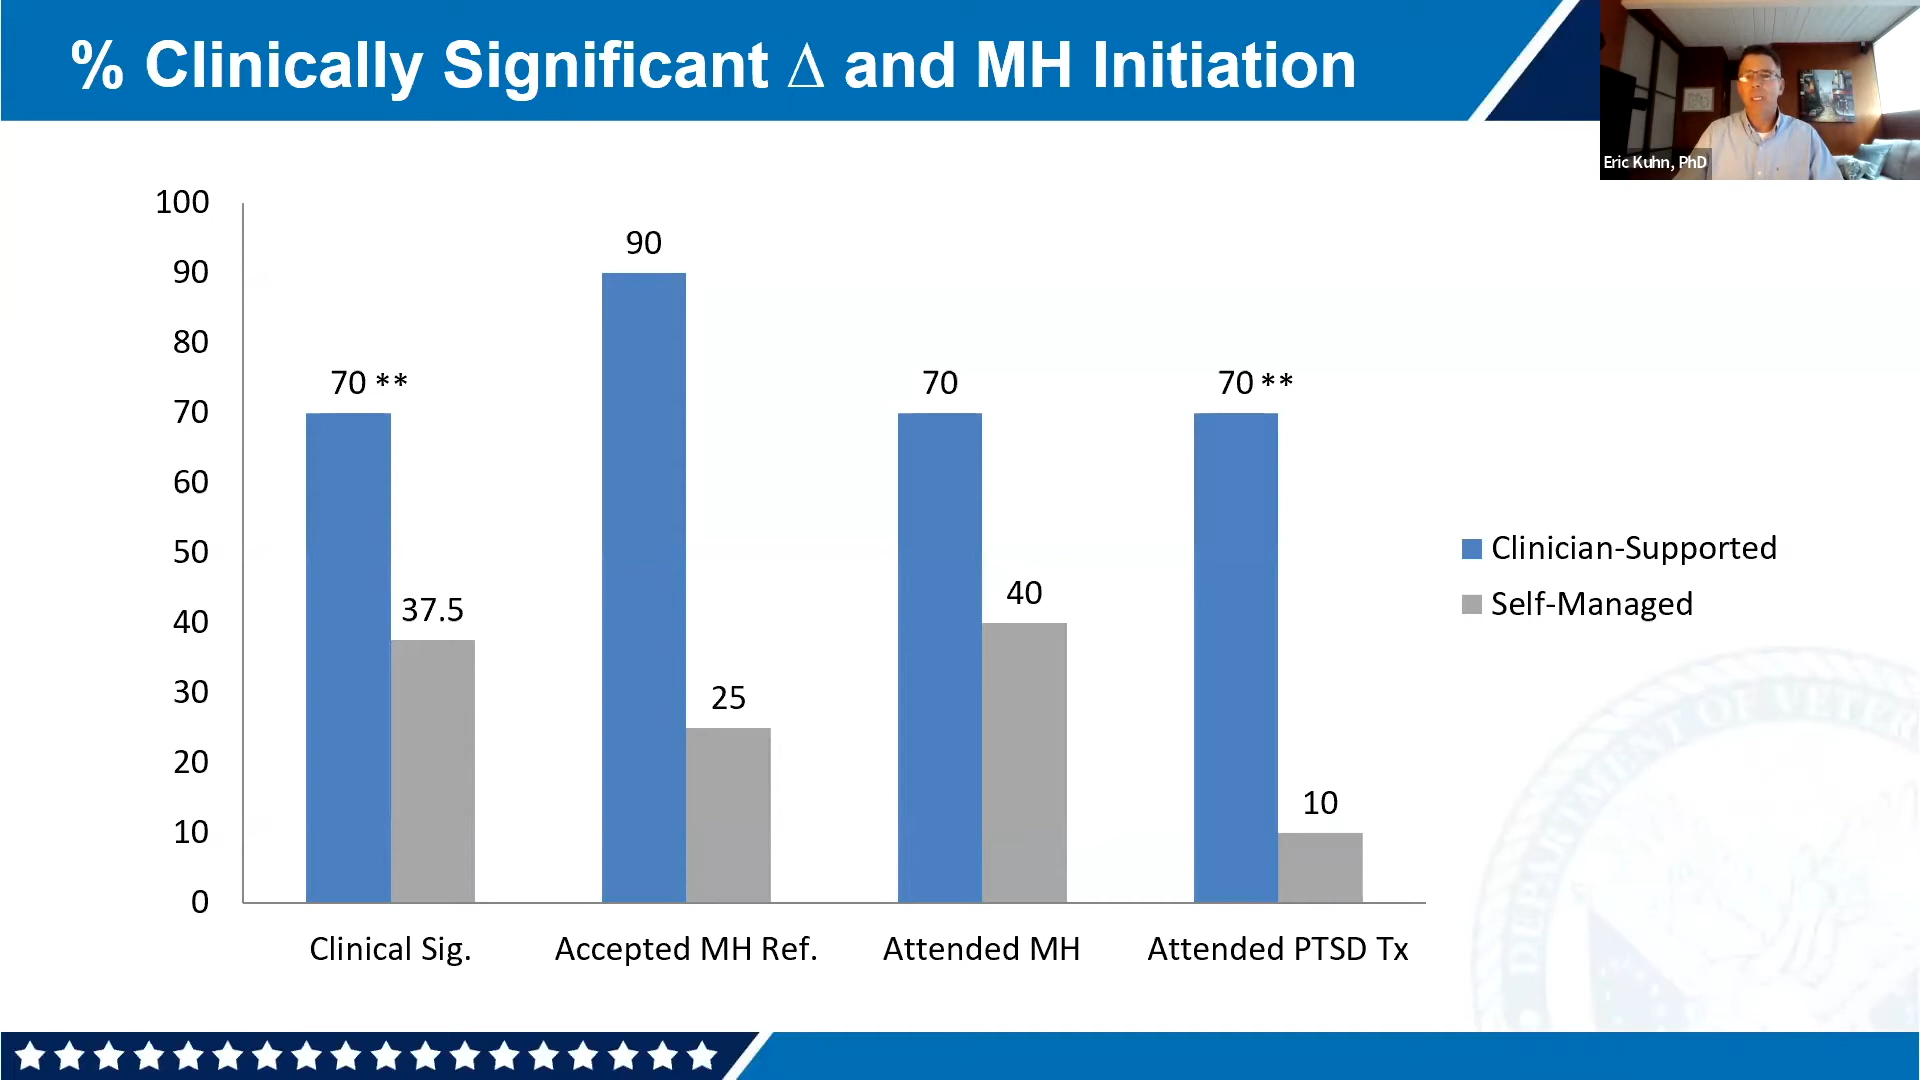 % Clinically Significant Δ and MH Initiation
Eric Kuhn, PhD
100
90
80
70
60
50
40
30
20
10
0
70 **
37.5
90
25
70
40
70 **
10
Clinical Sig.
Accepted MH Ref.
Attended MH
Attended PTSD Tx
Clinician-Supported
Self-Managed
DEPARTMENT OF